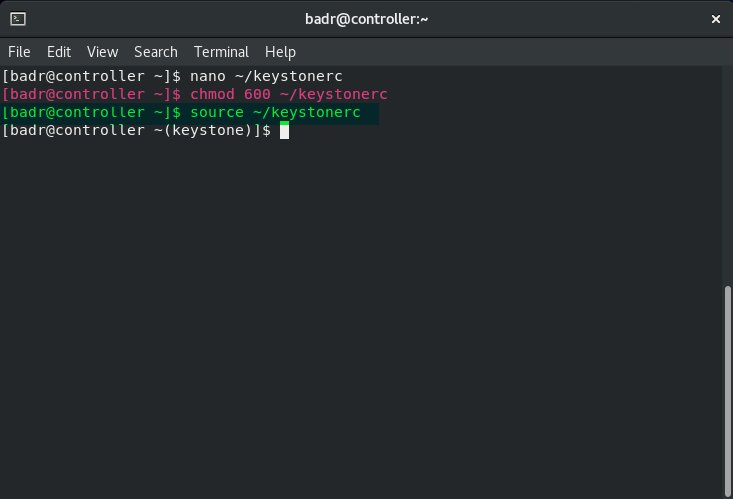 badr@controller:~
File Edit View Search Terminal Help
[badr@controller ~]$ nano ~/keystonerc
[badr@controller ~]$ chmod 600 ~/keystonerc
[badr@controller ~]$ source ~/keystonerc
[badr@controller ~(keystone)]$